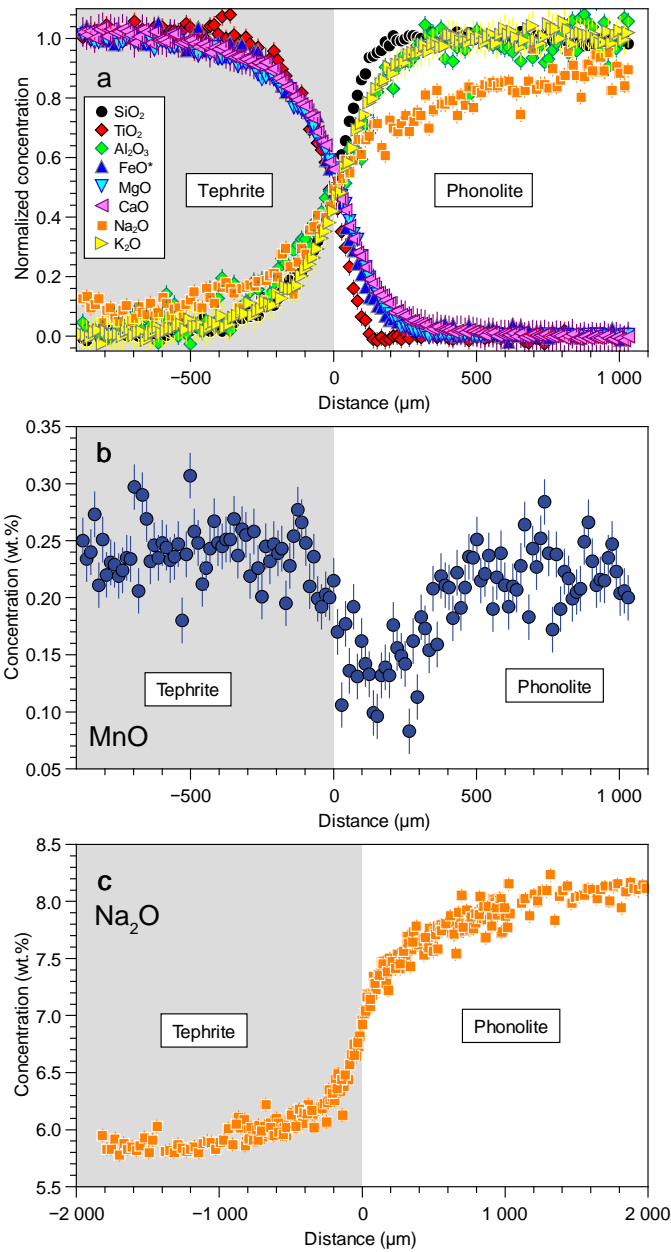 a
Normalized concentration
1.0
0.8
0.6
0.4
0.2
0.0
SiO₂
TiO₂
Al₂O₃
FeO*
MgO
CaO
Na₂O
K₂O
Tephrite
Phonolite
−500 0 500 1 000
Distance (µm)
b
Concentration (wt.%)
0.35
0.30
0.25
0.20
0.15
0.10
0.05
Tephrite
Phonolite
MnO
−500 0 500 1 000
Distance (µm)
c
Na₂O
Concentration (wt.%)
8.5
8.0
7.5
7.0
6.5
6.0
5.5
Tephrite
Phonolite
−2 000 −1 000 0 1 000 2 000
Distance (µm)